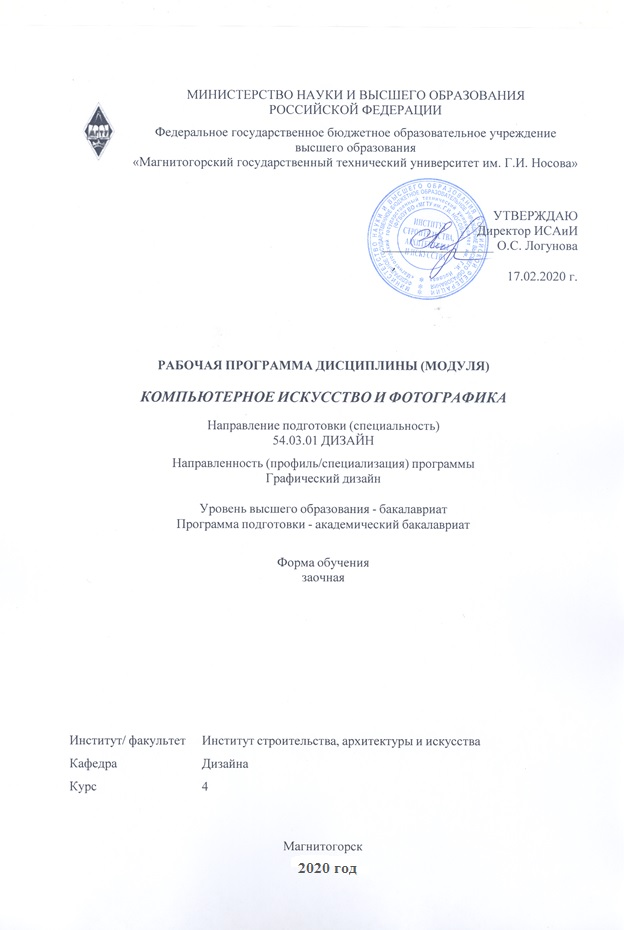 МИНИСТЕРСТВО НАУКИ И ВЫСШЕГО ОБРАЗОВАНИЯ
РОССИЙСКОЙ ФЕДЕРАЦИИ
Федеральное государственное бюджетное образовательное учреждение
высшего образования
«Магнитогорский государственный технический университет им. Г.И. Носова»
УТВЕРЖДАЮ
Директор ИСАиИ
О.С. Логунова
17.02.2020 г.
ИНСТИТУТ
СТРОИТЕЛЬСТВА,
И ИСКУССТВА
РАБОЧАЯ ПРОГРАММА ДИСЦИПЛИНЫ (МОДУЛЯ)
КОМПЬЮТЕРНОЕ ИСКУССТВО И ФОТОГРАФИКА
Направление подготовки (специальность)
54.03.01 ДИЗАЙН
Направленность (профиль/специализация) программы
Графический дизайн
Уровень высшего образования - бакалавриат
Программа подготовки - академический бакалавриат
Форма обучения
заочная
Институт/ факультет Институт строительства, архитектуры и искусства
Кафедра Дизайна
Курс 4
Магнитогорск
2020 год